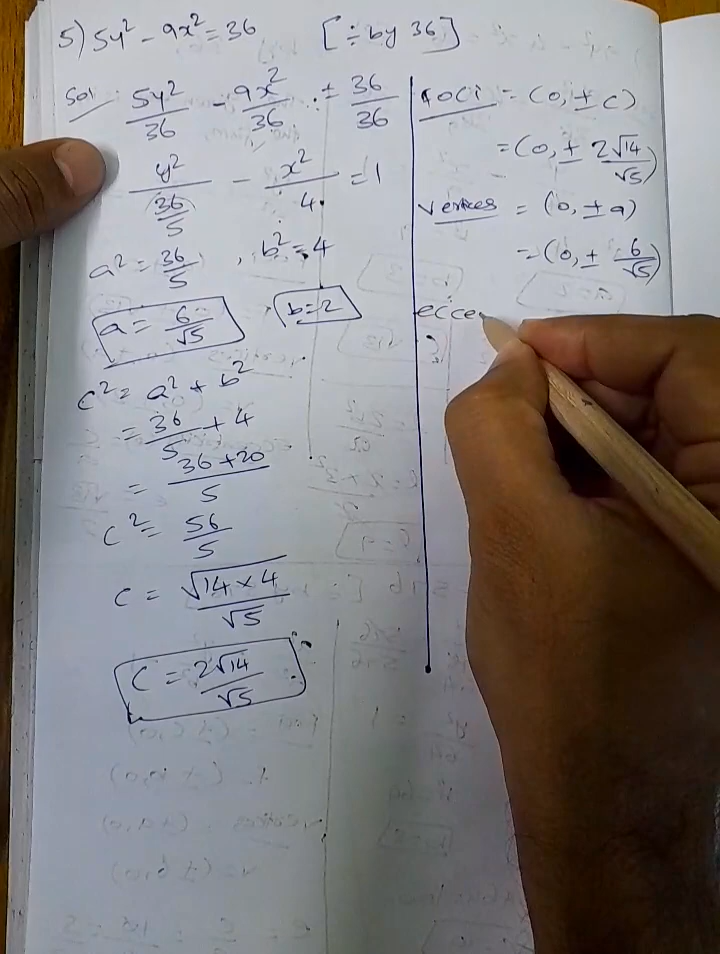 5) 5y² - 9x² = 36 [÷ by 36]
Sol 5y²/36 - 9x²/36 = 36/36
y²/(36/5) - x²/4 = 1
a² = 36/5 , b² = 4
a = 6/√5 , b = 2
c² = a² + b²
= 36/5 + 4
= (36+20)/5
c² = 56/5
c = √(14×4)/√5
c = 2√14/√5
foci = (0, ± c)
= (0, ± 2√14/√5)
vertices = (0, ± a)
= (0, ± 6/√5)
ecce